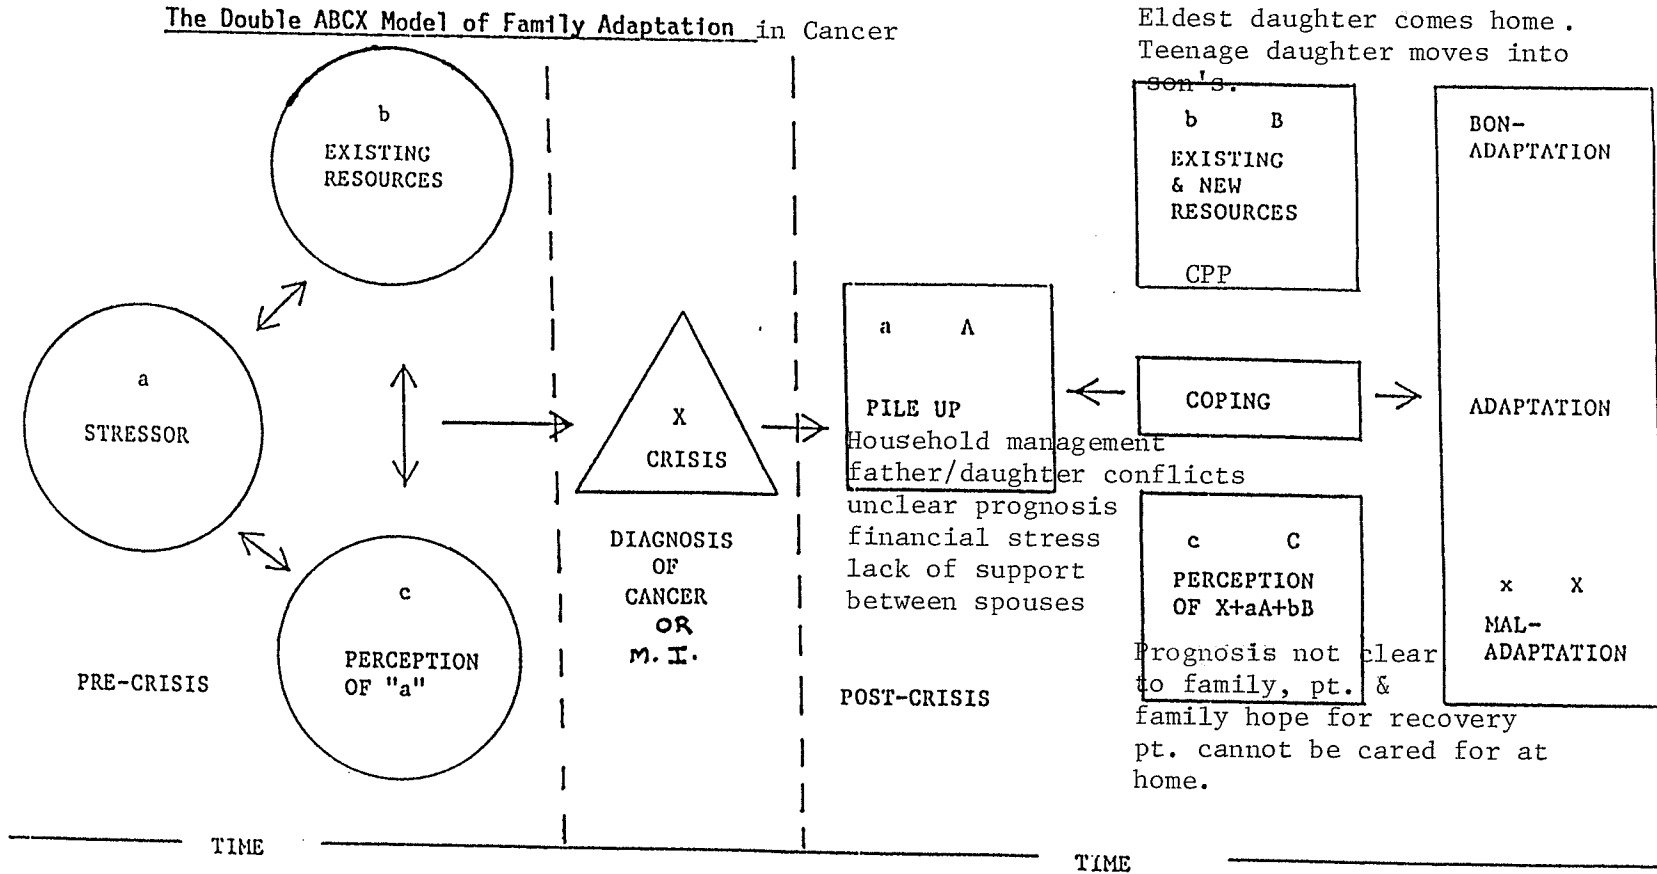 The Double ABCX Model of Family Adaptation in Cancer
b
EXISTING
RESOURCES
a
STRESSOR
c
PERCEPTION
OF "a"
PRE-CRISIS
X
CRISIS
DIAGNOSIS
OF
CANCER
OR
M.I.
a A
PILE UP
Household management
father/daughter conflicts
unclear prognosis
financial stress
lack of support
between spouses
POST-CRISIS
Eldest daughter comes home.
Teenage daughter moves into
son's.
b B
EXISTING
& NEW
RESOURCES
CPP
COPING
c C
PERCEPTION
OF X+aA+bB
Prognosis not clear
to family, pt. &
family hope for recovery
pt. cannot be cared for at
home.
BON-
ADAPTATION
ADAPTATION
x X
MAL-
ADAPTATION
TIME
TIME